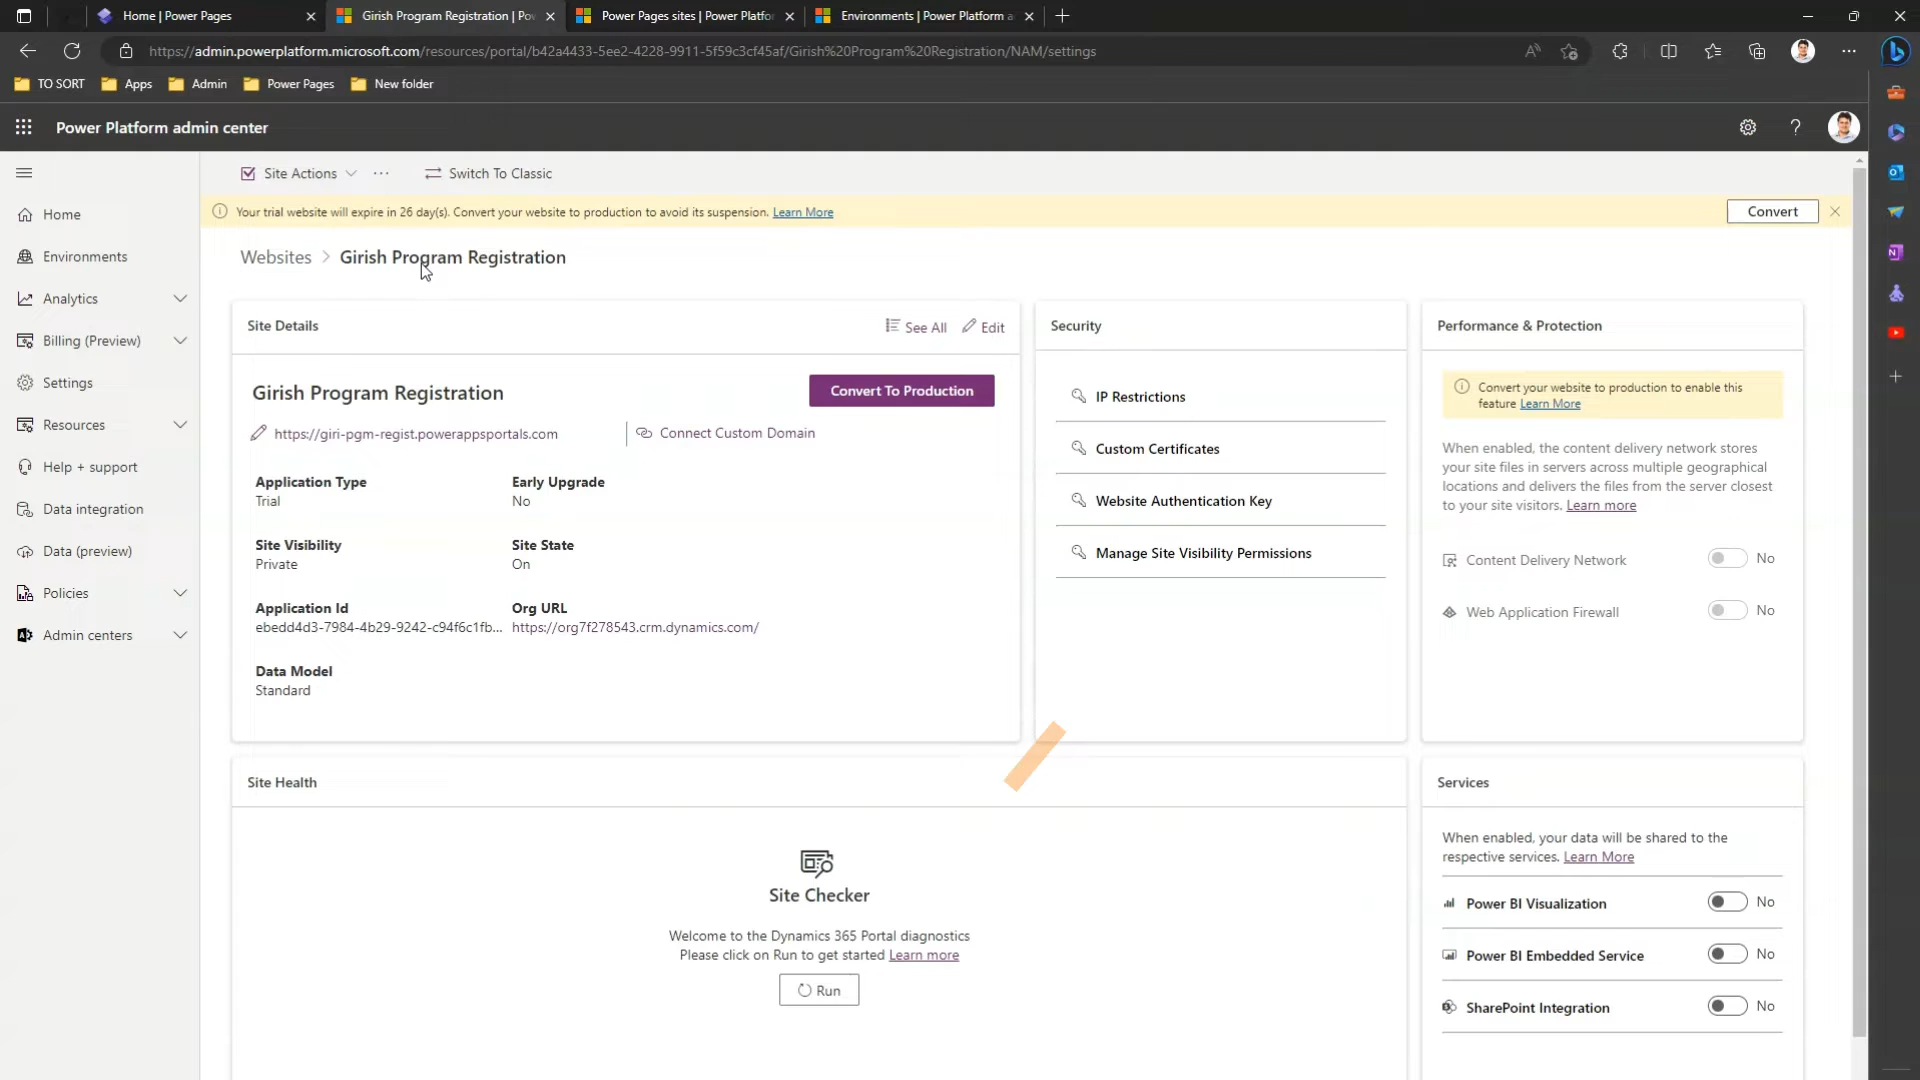 Home | Power Pages
Girish Program Registration | Po
Power Pages sites | Power Platfo
Environments | Power Platform a
https://admin.powerplatform.microsoft.com/resources/portal/b42a4433-5ee2-4228-9911-5f59c3cf45af/Girish%20Program%20Registration/NAM/settings
TO SORT
Apps
Admin
Power Pages
New folder
Power Platform admin center
Site Actions
Switch To Classic
Your trial website will expire in 26 day(s). Convert your website to production to avoid its suspension. Learn More
Convert
Home
Environments
Analytics
Billing (Preview)
Settings
Resources
Help + support
Data integration
Data (preview)
Policies
Admin centers
Websites > Girish Program Registration
Site Details
See All
Edit
Girish Program Registration
Convert To Production
https://giri-pgm-regist.powerappsportals.com
Connect Custom Domain
Application Type
Trial
Early Upgrade
No
Site Visibility
Private
Site State
On
Application Id
ebedd4d3-7984-4b29-9242-c94f6c1fb...
Org URL
https://org7f278543.crm.dynamics.com/
Data Model
Standard
Security
IP Restrictions
Custom Certificates
Website Authentication Key
Manage Site Visibility Permissions
Performance & Protection
Convert your website to production to enable this
feature Learn More
When enabled, the content delivery network stores
your site files in servers across multiple geographical
locations and delivers the files from the server closest
to your site visitors. Learn more
Content Delivery Network
No
Web Application Firewall
No
Site Health
Site Checker
Welcome to the Dynamics 365 Portal diagnostics
Please click on Run to get started Learn more
Run
Services
When enabled, your data will be shared to the
respective services. Learn More
Power BI Visualization
No
Power BI Embedded Service
No
SharePoint Integration
No